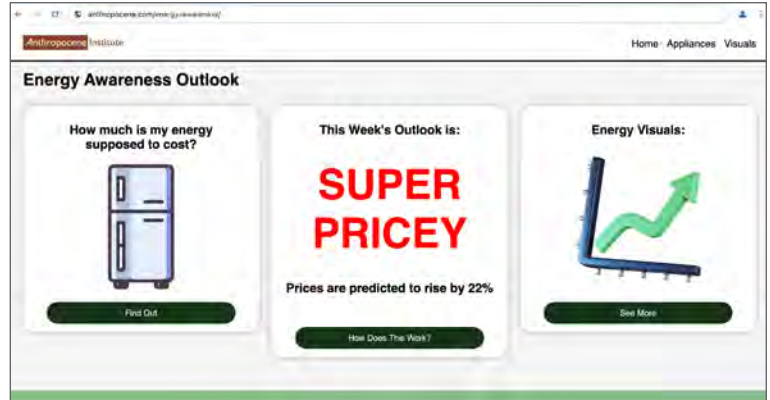 Anthropocene Institute
Home Appliances Visuals
Energy Awareness Outlook
How much is my energy
supposed to cost?
Find Out
This Week's Outlook is:
SUPER
PRICEY
Prices are predicted to rise by 22%
How Does This Work?
Energy Visuals:
See More